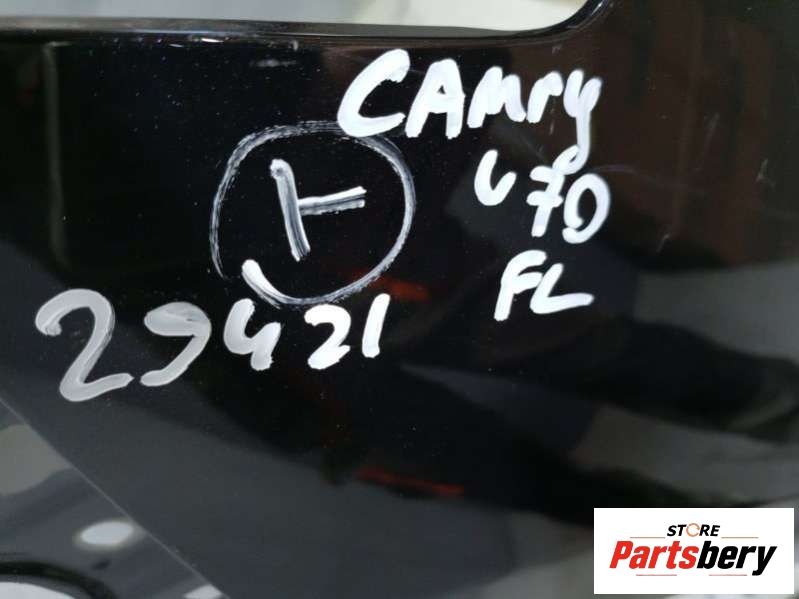 CAMRY
V70
FL
T
29421
STORE
Partsbery